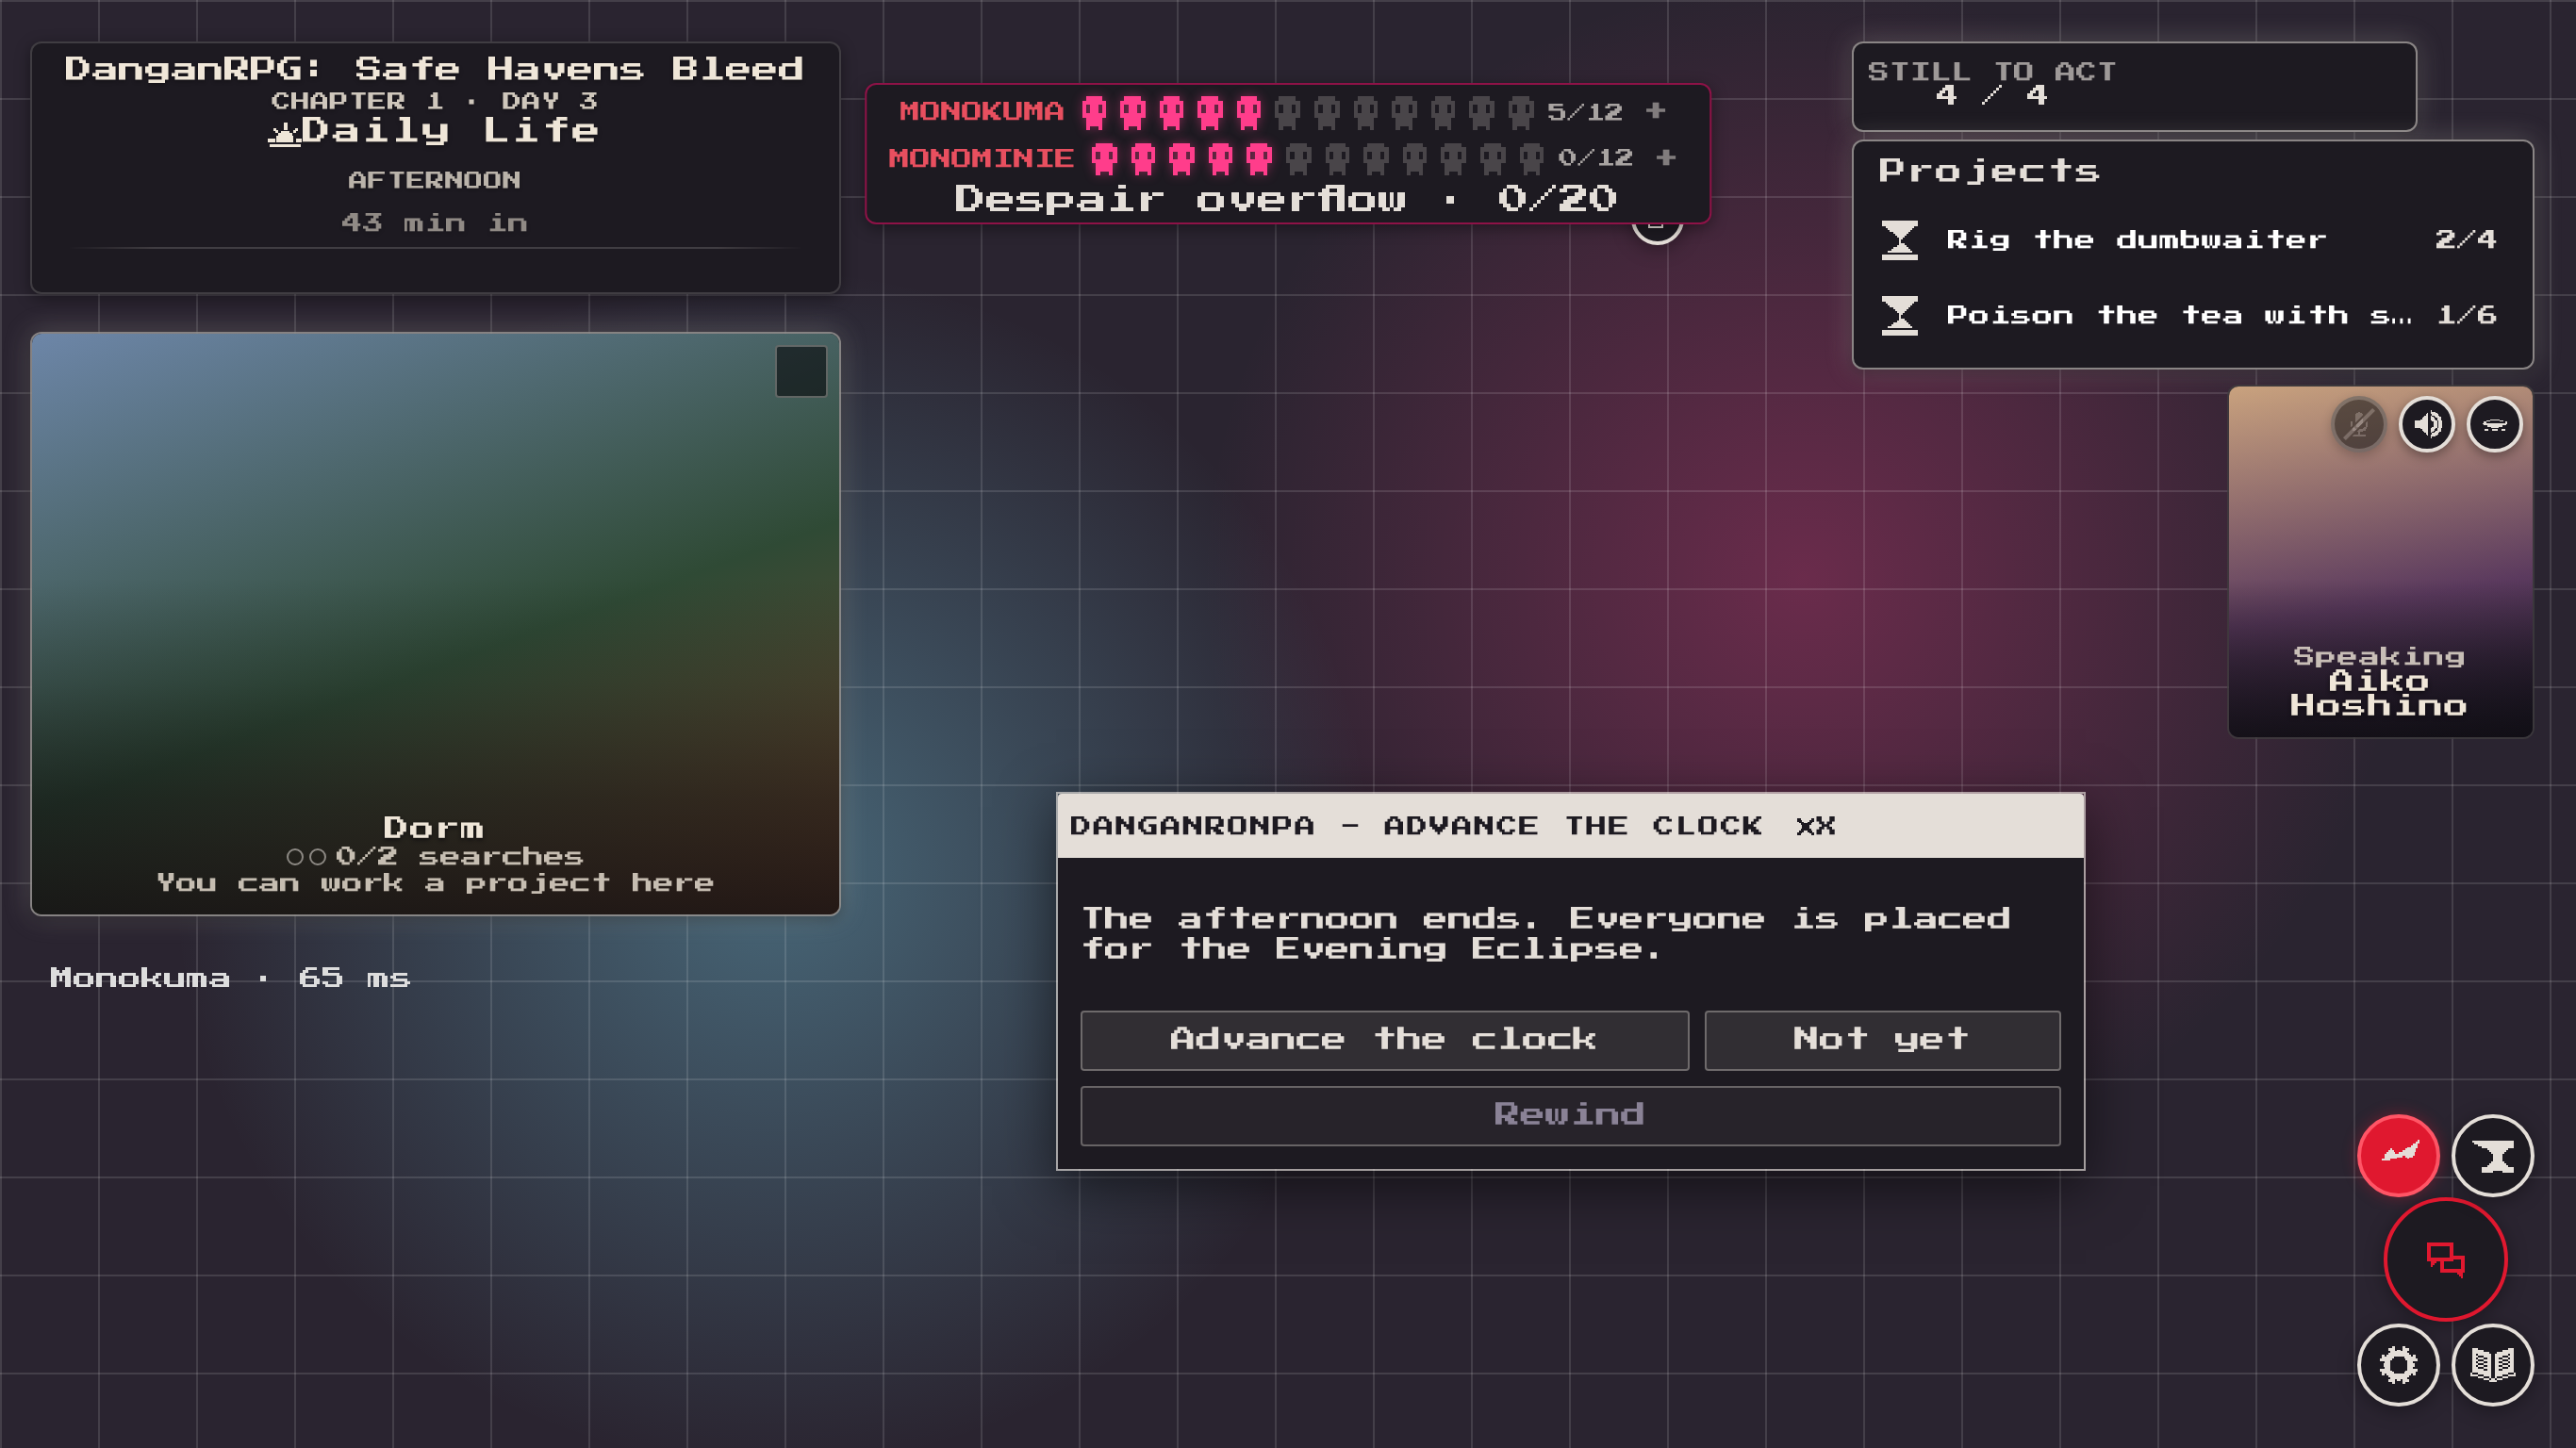 DanganRPG: Safe Havens Bleed
CHAPTER 1 · DAY 3
Daily Life
AFTERNOON
43 min in
MONOKUMA 5/12 +
MONOMINIE 0/12 +
Despair overflow · 0/20
STILL TO ACT
4 / 4
Projects
Rig the dumbwaiter 2/4
Poison the tea with s… 1/6
Speaking
Aiko
Hoshino
Dorm
0/2 searches
You can work a project here
Monokuma · 65 ms
DANGANRONPA – ADVANCE THE CLOCK xX
The afternoon ends. Everyone is placed
for the Evening Eclipse.
Advance the clock
Not yet
Rewind